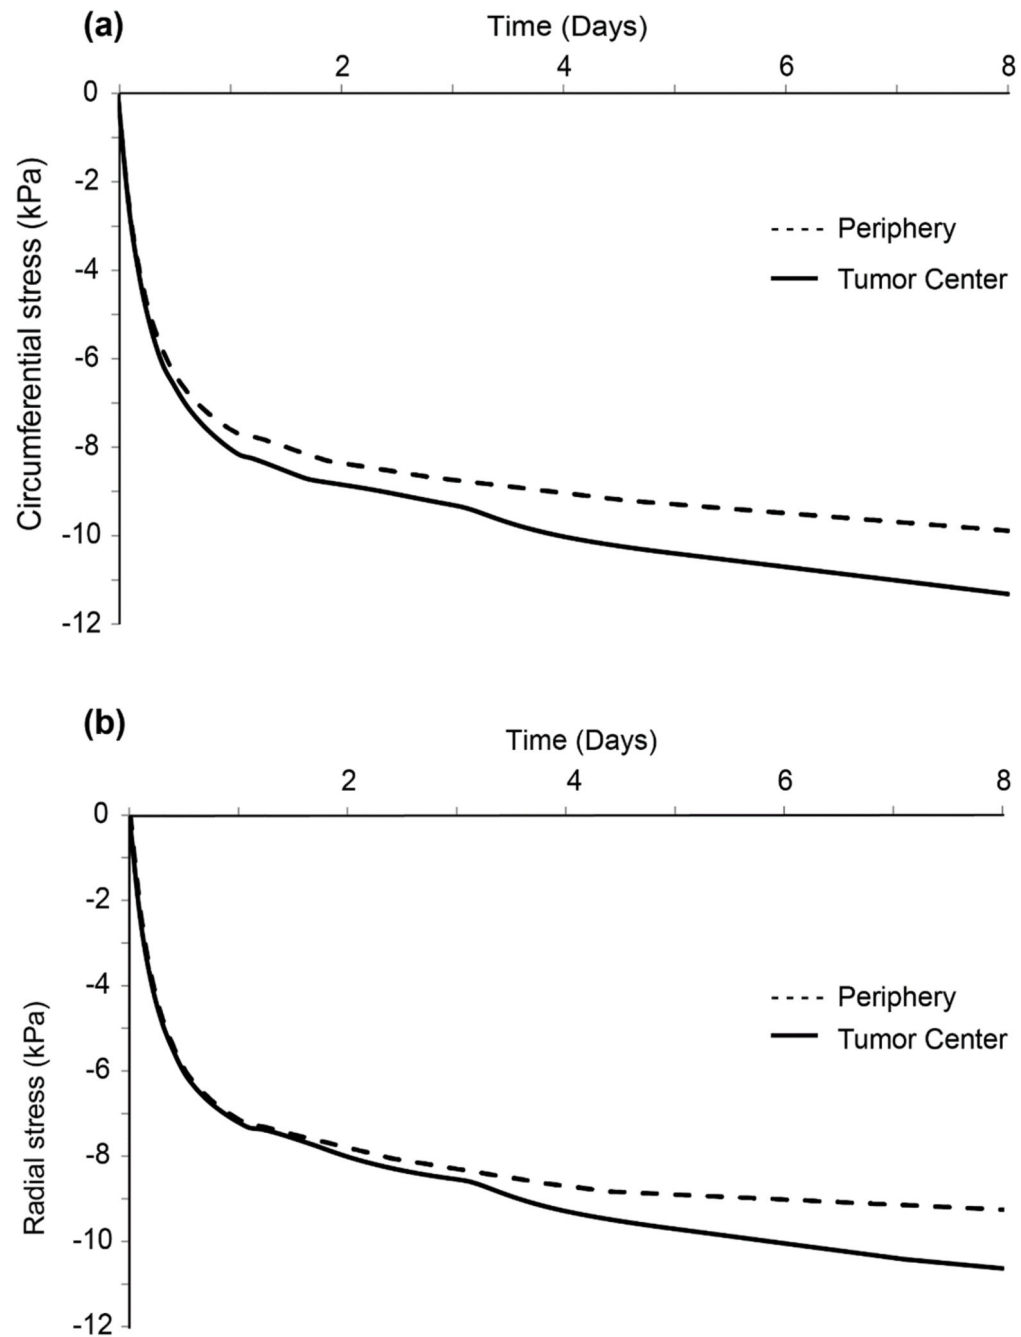 (a)
Time (Days)
2 4 6 8
0
-2
-4
-6
-8
-10
-12
Circumferential stress (kPa)
Periphery
Tumor Center
(b)
Time (Days)
2 4 6 8
0
-2
-4
-6
-8
-10
-12
Radial stress (kPa)
Periphery
Tumor Center